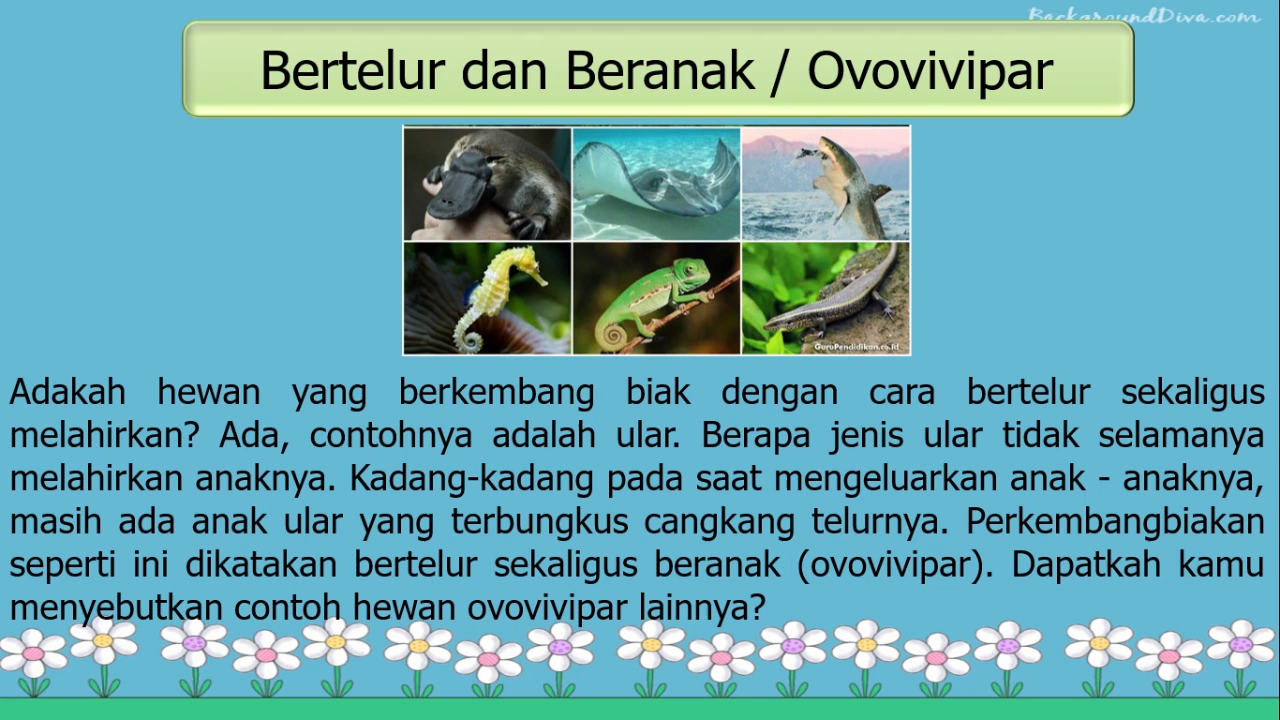 BackgroundDiva.com
Bertelur dan Beranak / Ovovivipar
GuruPendidikan.co.id
Adakah hewan yang berkembang biak dengan cara bertelur sekaligus
melahirkan? Ada, contohnya adalah ular. Berapa jenis ular tidak selamanya
melahirkan anaknya. Kadang-kadang pada saat mengeluarkan anak - anaknya,
masih ada anak ular yang terbungkus cangkang telurnya. Perkembangbiakan
seperti ini dikatakan bertelur sekaligus beranak (ovovivipar). Dapatkah kamu
menyebutkan contoh hewan ovovivipar lainnya?